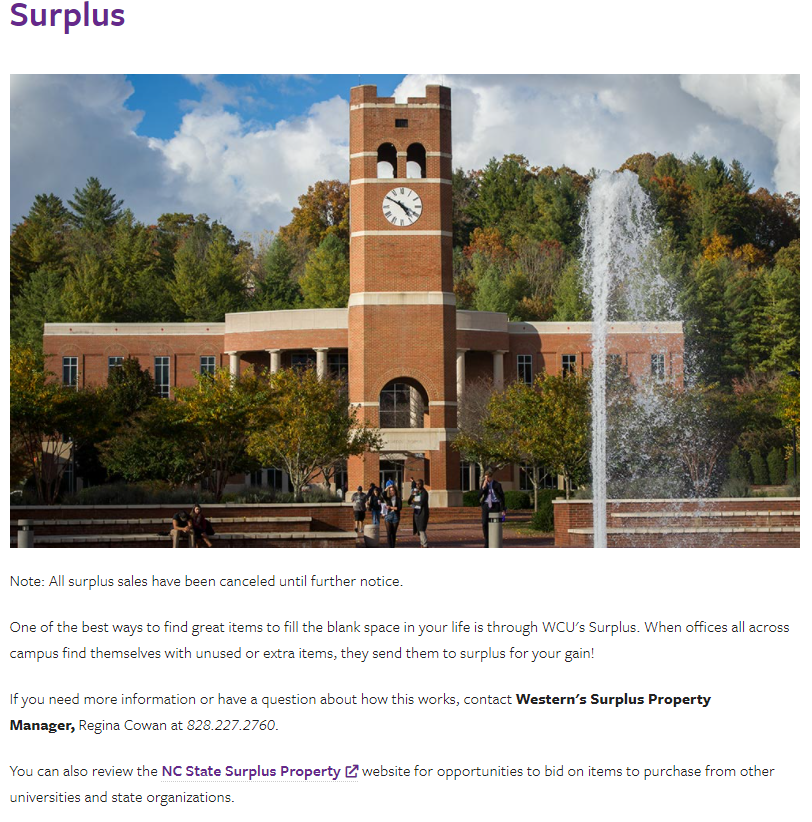 Surplus
Note: All surplus sales have been canceled until further notice.
One of the best ways to find great items to fill the blank space in your life is through WCU's Surplus. When offices all across
campus find themselves with unused or extra items, they send them to surplus for your gain!
If you need more information or have a question about how this works, contact Western's Surplus Property
Manager, Regina Cowan at 828.227.2760.
You can also review the NC State Surplus Property website for opportunities to bid on items to purchase from other
universities and state organizations.